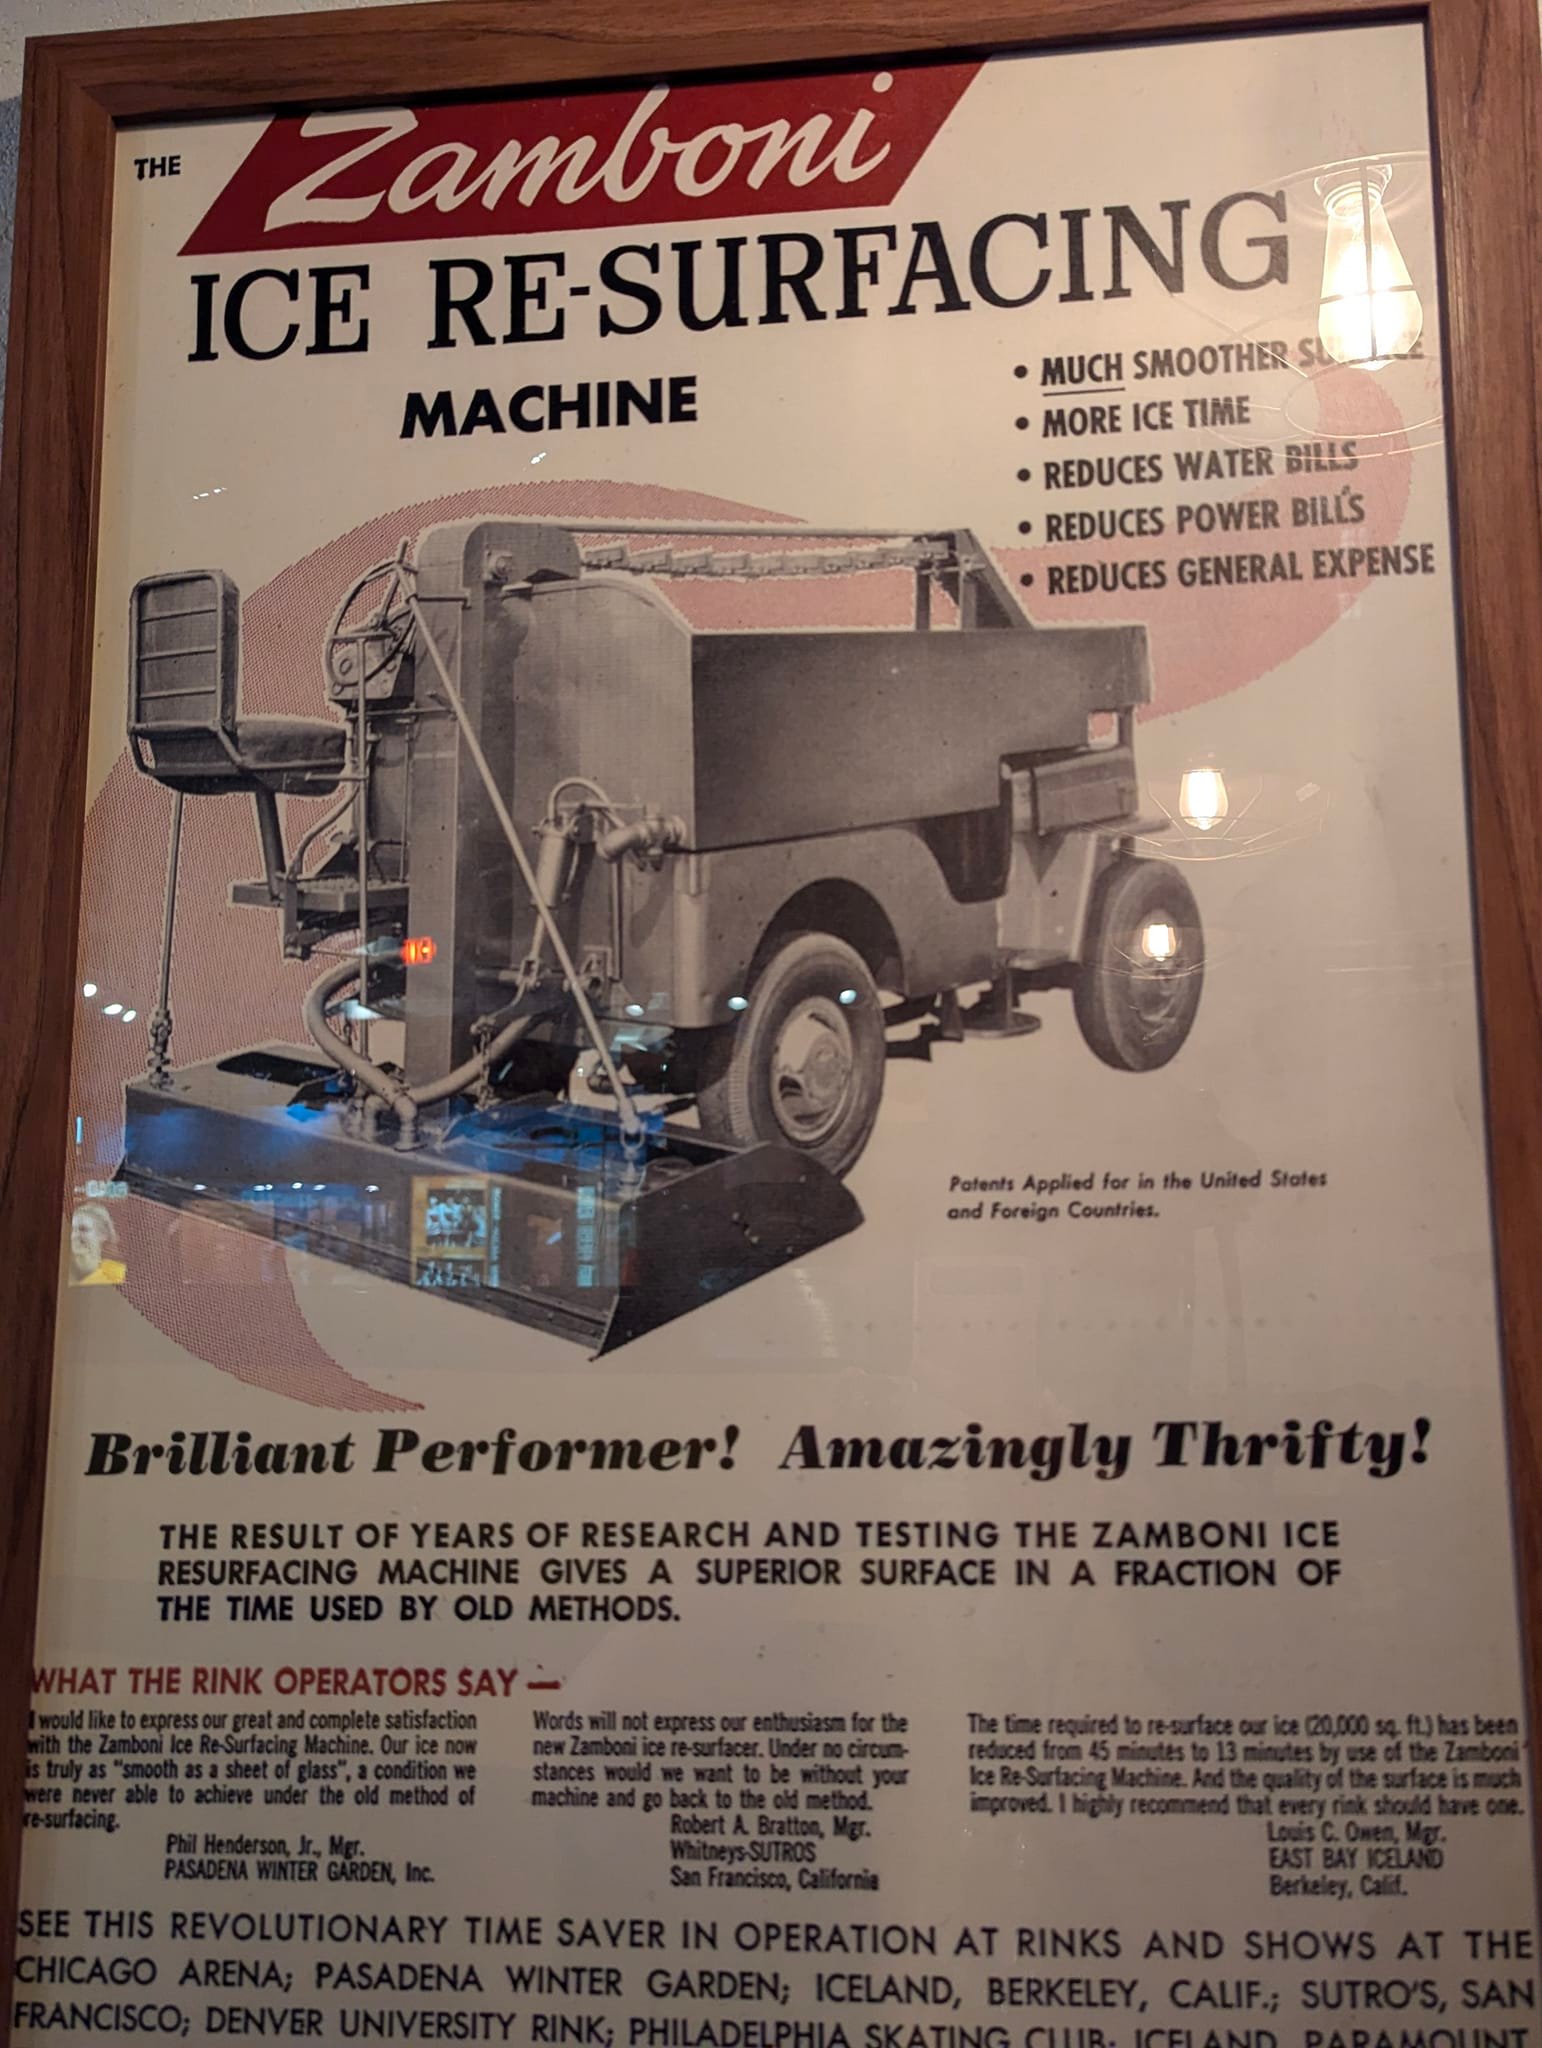 THE Zamboni
ICE RE-SURFACING
MACHINE
• MUCH SMOOTHER
• MORE ICE TIME
• REDUCES WATER BILLS
• REDUCES POWER BILLS
• REDUCES GENERAL EXPENSE
Patents Applied for in the United States
and Foreign Countries.
Brilliant Performer! Amazingly Thrifty!
THE RESULT OF YEARS OF RESEARCH AND TESTING THE ZAMBONI ICE
RESURFACING MACHINE GIVES A SUPERIOR SURFACE IN A FRACTION OF
THE TIME USED BY OLD METHODS.
WHAT THE RINK OPERATORS SAY —
I would like to express our great and complete satisfaction
with the Zamboni Ice Re-Surfacing Machine. Our ice now
is truly as "smooth as a sheet of glass", a condition we
were never able to achieve under the old method of
re-surfacing.
Phil Henderson, Jr., Mgr.
PASADENA WINTER GARDEN, Inc.
Words will not express our enthusiasm for the
new Zamboni ice re-surfacer. Under no circum-
stances would we want to be without your
machine and go back to the old method.
Robert A. Bratton, Mgr.
Whitneys-SUTROS
San Francisco, California
The time required to re-surface our ice (20,000 sq. ft.) has been
reduced from 45 minutes to 13 minutes by use of the Zamboni
Ice Re-Surfacing Machine. And the quality of the surface is much
improved. I highly recommend that every rink should have one.
Louis C. Owen, Mgr.
EAST BAY ICELAND
Berkeley, Calif.
SEE THIS REVOLUTIONARY TIME SAVER IN OPERATION AT RINKS AND SHOWS AT THE
CHICAGO ARENA; PASADENA WINTER GARDEN; ICELAND, BERKELEY, CALIF.; SUTRO'S, SAN
FRANCISCO; DENVER UNIVERSITY RINK; PHILADELPHIA SKATING CLUB; ICELAND, PARAMOUNT,